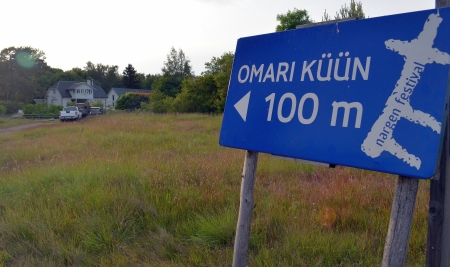 OMARI KÜÜN
100 m
nargen festival